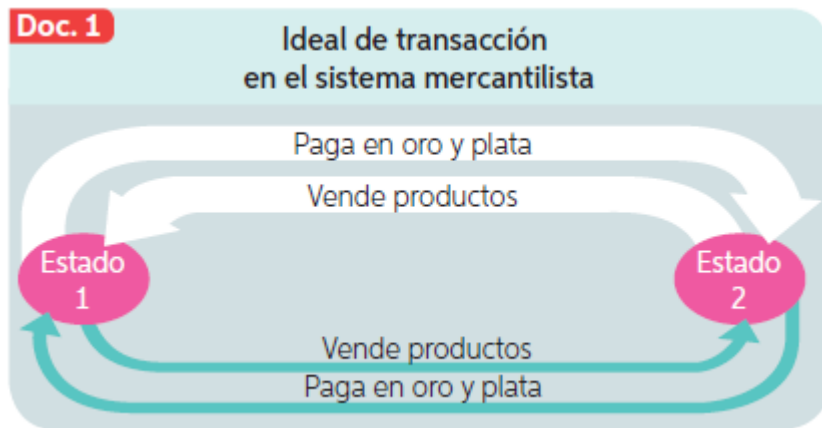 Doc. 1
Ideal de transacción
en el sistema mercantilista
Paga en oro y plata
Vende productos
Estado
1
Estado
2
Vende productos
Paga en oro y plata